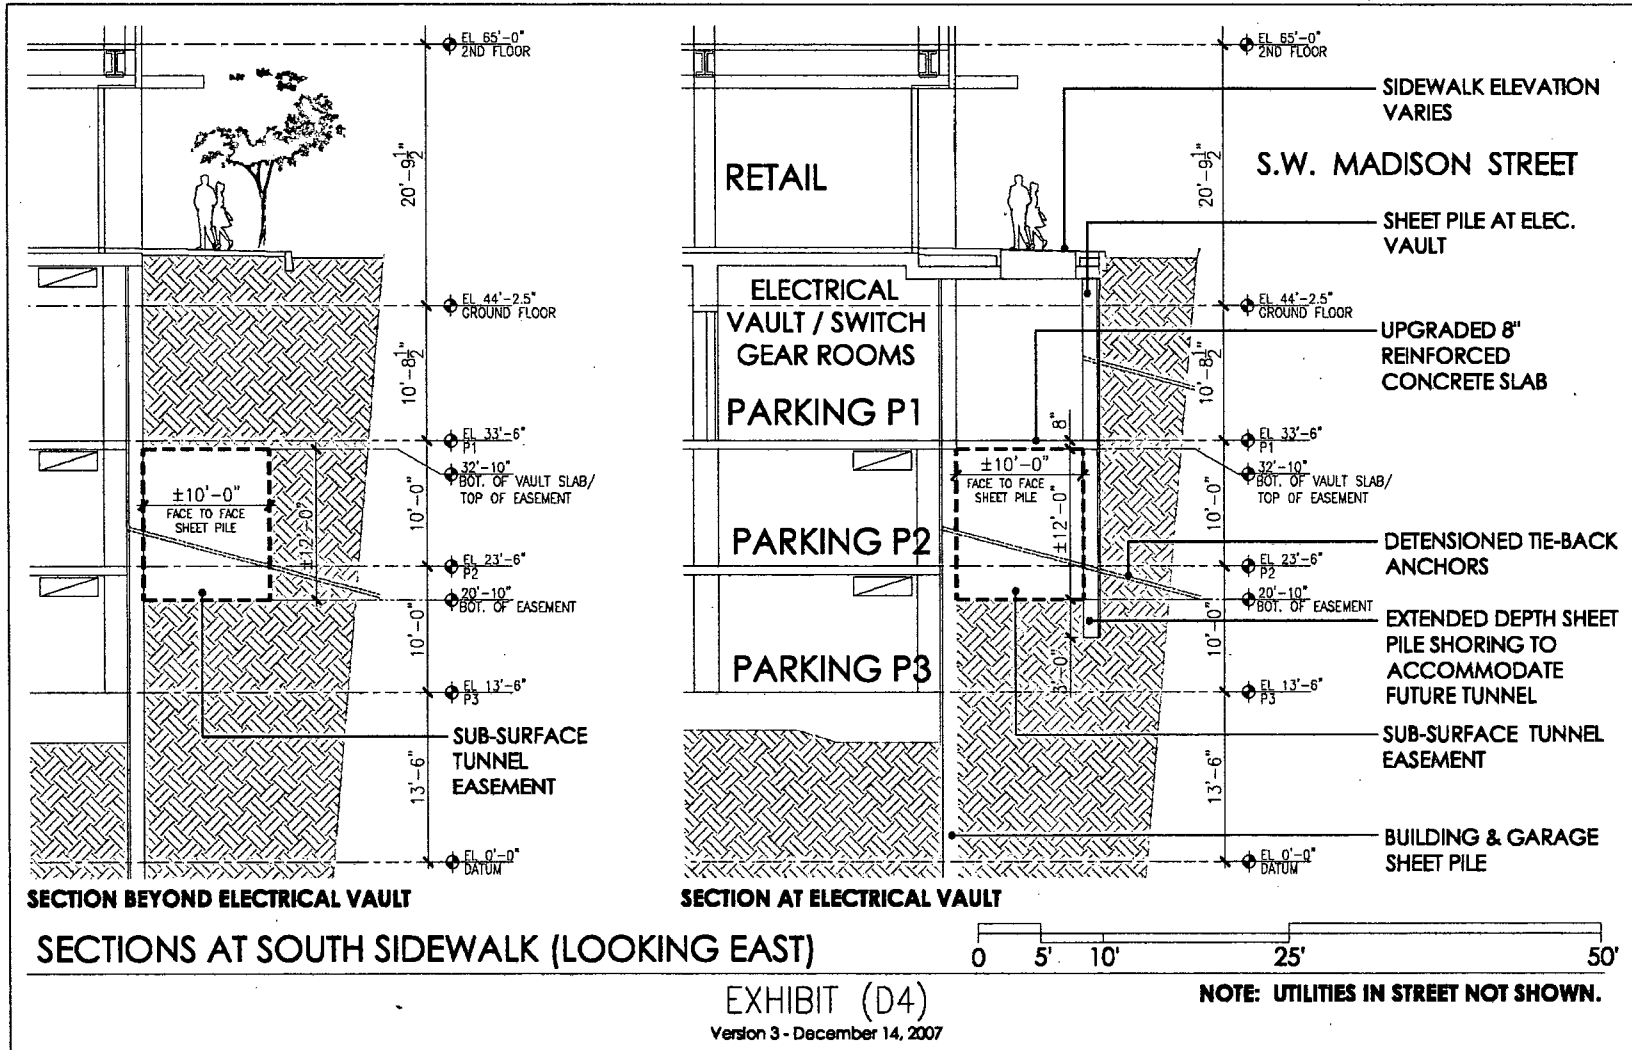 EL 65'-0"
2ND FLOOR
20'-9½"
EL 44'-2.5"
GROUND FLOOR
10'-8½"
EL 33'-6"
P1
32'-10"
BOT. OF VAULT SLAB/
TOP OF EASEMENT
±10'-0"
FACE TO FACE
SHEET PILE
±12'-0"
10'-0"
EL 23'-6"
P2
20'-10"
BOT. OF EASEMENT
10'-0"
EL 13'-6"
P3
SUB-SURFACE
TUNNEL
EASEMENT
13'-6"
EL 0'-0"
DATUM
SECTION BEYOND ELECTRICAL VAULT
RETAIL
ELECTRICAL
VAULT / SWITCH
GEAR ROOMS
PARKING P1
PARKING P2
PARKING P3
8"
±10'-0"
FACE TO FACE
SHEET PILE
±12'-0"
3'-0"
EL 65'-0"
2ND FLOOR
20'-9½"
EL 44'-2.5"
GROUND FLOOR
10'-8½"
EL 33'-6"
P1
32'-10"
BOT. OF VAULT SLAB/
TOP OF EASEMENT
10'-0"
EL 23'-6"
P2
20'-10"
BOT. OF EASEMENT
10'-0"
EL 13'-6"
P3
13'-6"
EL 0'-0"
DATUM
SIDEWALK ELEVATION
VARIES
S.W. MADISON STREET
SHEET PILE AT ELEC.
VAULT
UPGRADED 8"
REINFORCED
CONCRETE SLAB
DETENSIONED TIE-BACK
ANCHORS
EXTENDED DEPTH SHEET
PILE SHORING TO
ACCOMMODATE
FUTURE TUNNEL
SUB-SURFACE TUNNEL
EASEMENT
BUILDING & GARAGE
SHEET PILE
SECTION AT ELECTRICAL VAULT
SECTIONS AT SOUTH SIDEWALK (LOOKING EAST)
0 5' 10' 25' 50'
EXHIBIT (D4)
Version 3 - December 14, 2007
NOTE: UTILITIES IN STREET NOT SHOWN.